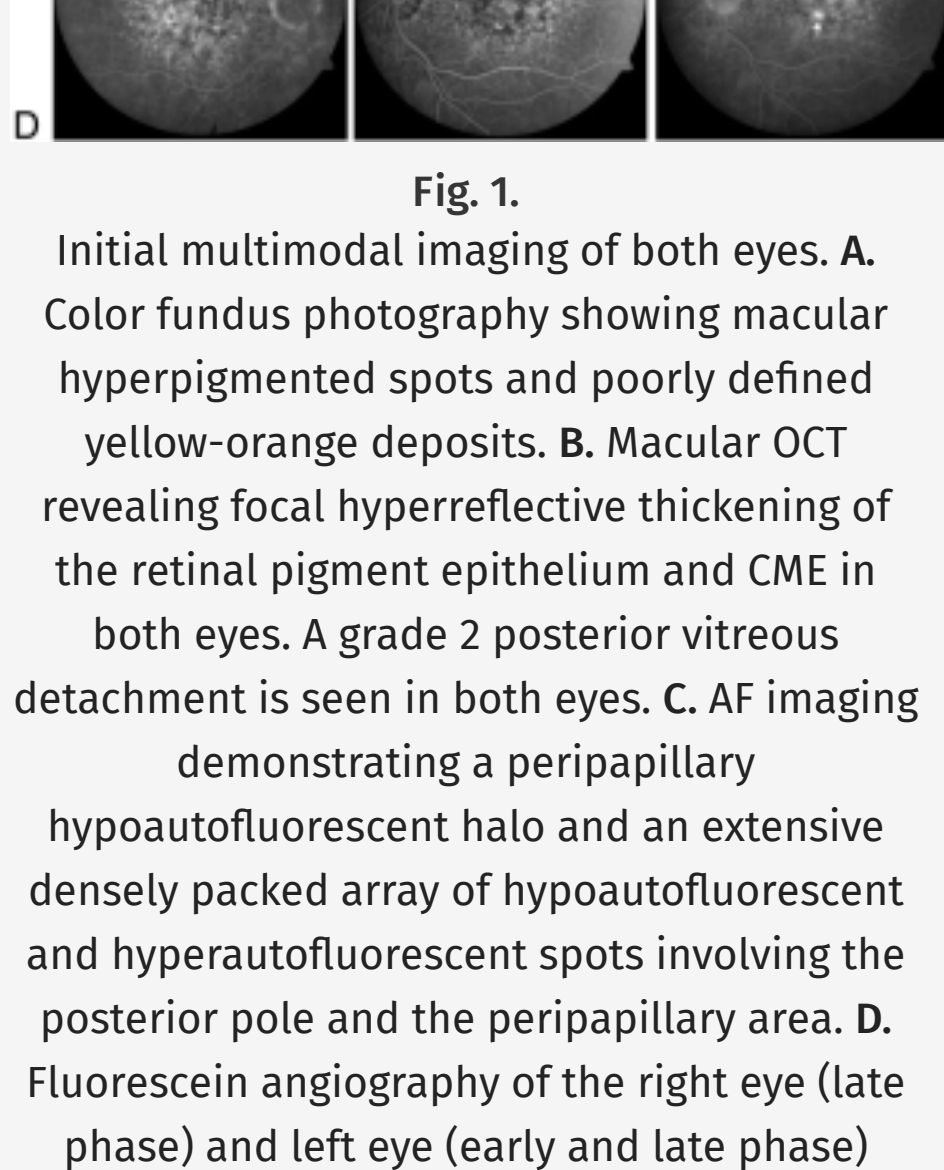 D
Fig. 1.
Initial multimodal imaging of both eyes. A.
Color fundus photography showing macular
hyperpigmented spots and poorly defined
yellow-orange deposits. B. Macular OCT
revealing focal hyperreflective thickening of
the retinal pigment epithelium and CME in
both eyes. A grade 2 posterior vitreous
detachment is seen in both eyes. C. AF imaging
demonstrating a peripapillary
hypoautofluorescent halo and an extensive
densely packed array of hypoautofluorescent
and hyperautofluorescent spots involving the
posterior pole and the peripapillary area. D.
Fluorescein angiography of the right eye (late
phase) and left eye (early and late phase)